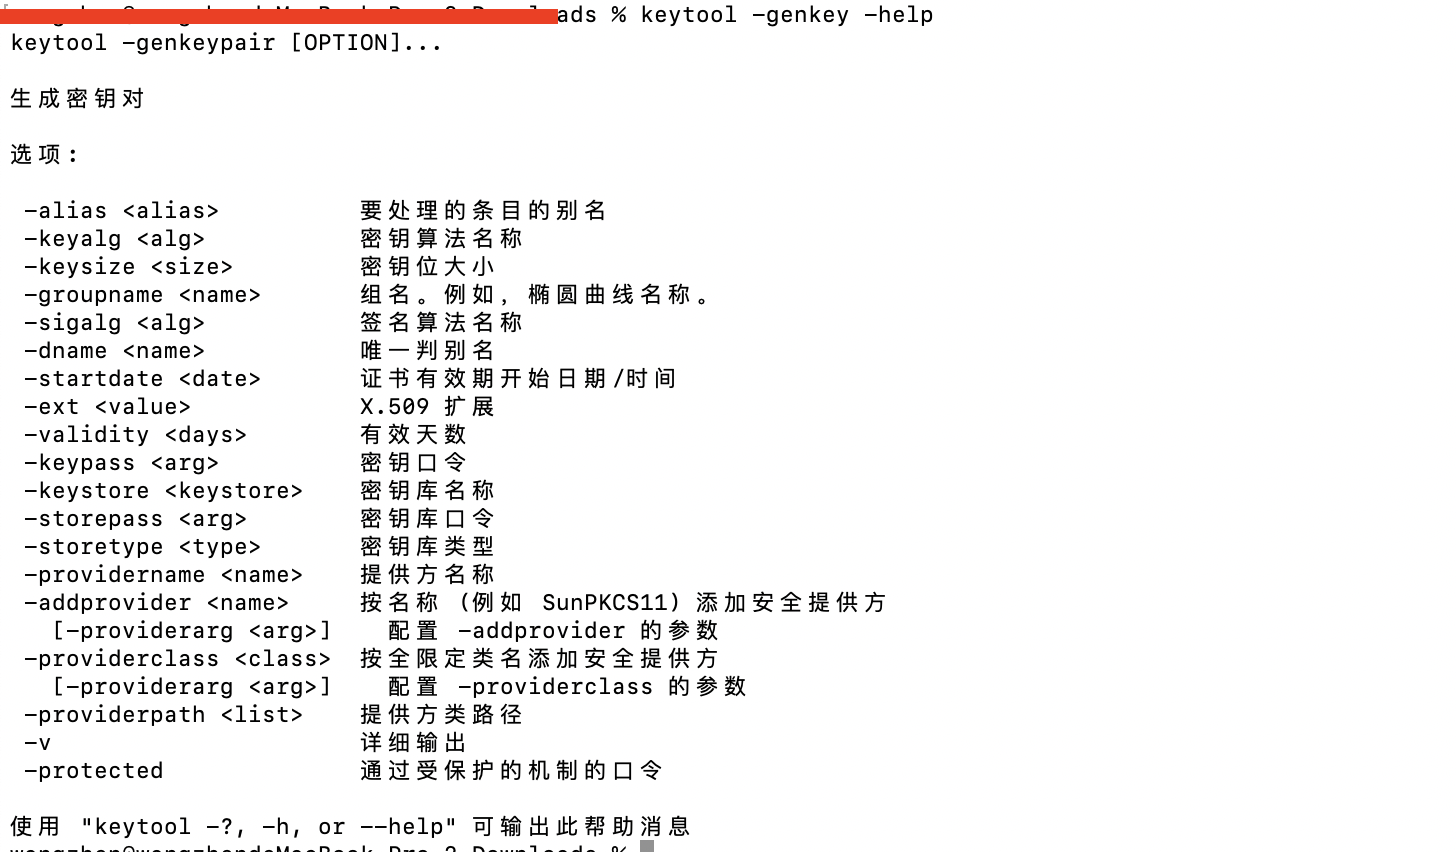 ads % keytool -genkey -help
keytool -genkeypair [OPTION]...
生成密钥对
选项:
-alias <alias> 要处理的条目的别名
-keyalg <alg> 密钥算法名称
-keysize <size> 密钥位大小
-groupname <name> 组名。例如，椭圆曲线名称。
-sigalg <alg> 签名算法名称
-dname <name> 唯一判别名
-startdate <date> 证书有效期开始日期/时间
-ext <value> X.509 扩展
-validity <days> 有效天数
-keypass <arg> 密钥口令
-keystore <keystore> 密钥库名称
-storepass <arg> 密钥库口令
-storetype <type> 密钥库类型
-providername <name> 提供方名称
-addprovider <name> 按名称 (例如 SunPKCS11) 添加安全提供方
[-providerarg <arg>] 配置 -addprovider 的参数
-providerclass <class> 按全限定类名添加安全提供方
[-providerarg <arg>] 配置 -providerclass 的参数
-providerpath <list> 提供方类路径
-v 详细输出
-protected 通过受保护的机制的口令
使用 "keytool -?, -h, or --help" 可输出此帮助消息